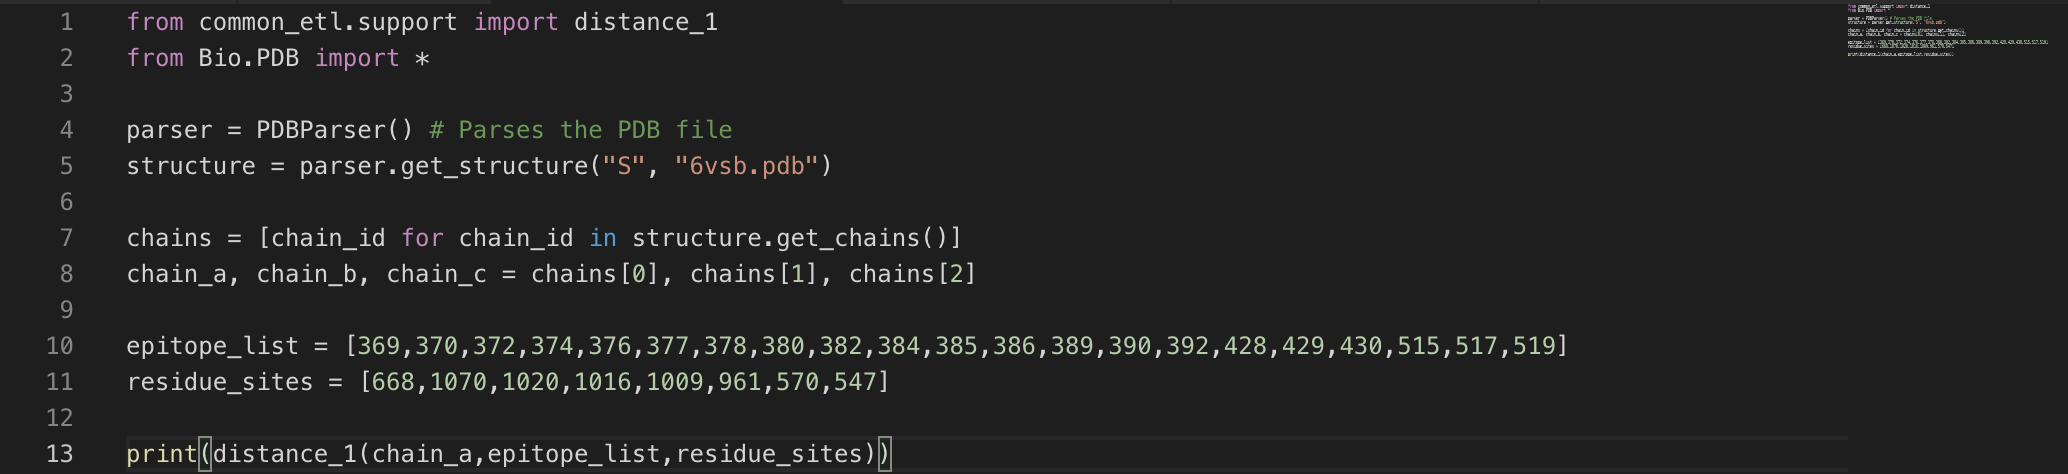 1 from common_etl.support import distance_1
2 from Bio.PDB import *
3
4 parser = PDBParser() # Parses the PDB file
5 structure = parser.get_structure("S", "6vsb.pdb")
6
7 chains = [chain_id for chain_id in structure.get_chains()]
8 chain_a, chain_b, chain_c = chains[0], chains[1], chains[2]
9
10 epitope_list = [369,370,372,374,376,377,378,380,382,384,385,386,389,390,392,428,429,430,515,517,519]
11 residue_sites = [668,1070,1020,1016,1009,961,570,547]
12
13 print(distance_1(chain_a,epitope_list,residue_sites))